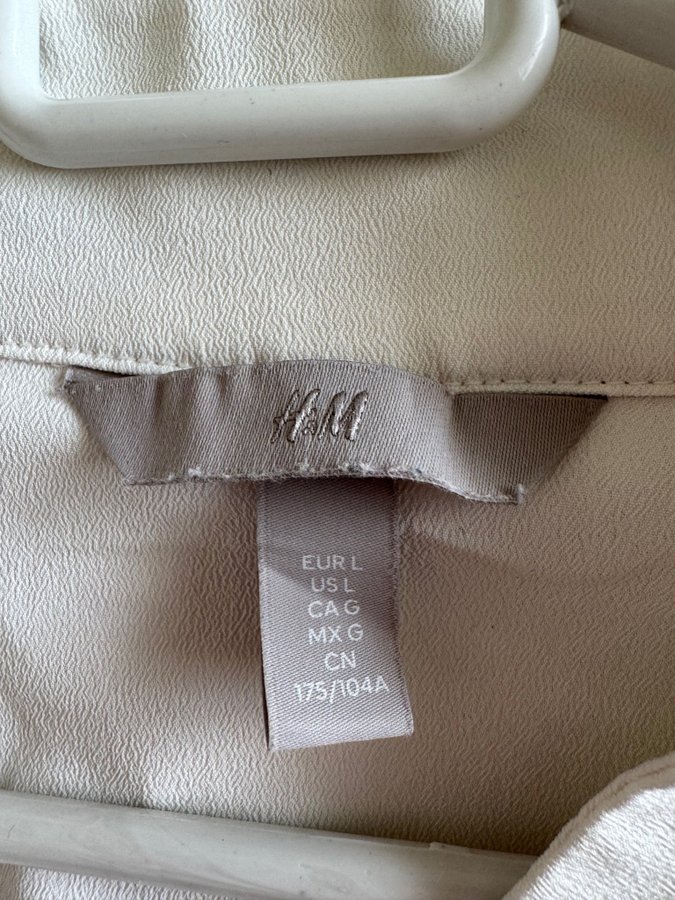 H&M
EUR L
US L
CA G
MX G
CN
175/104A